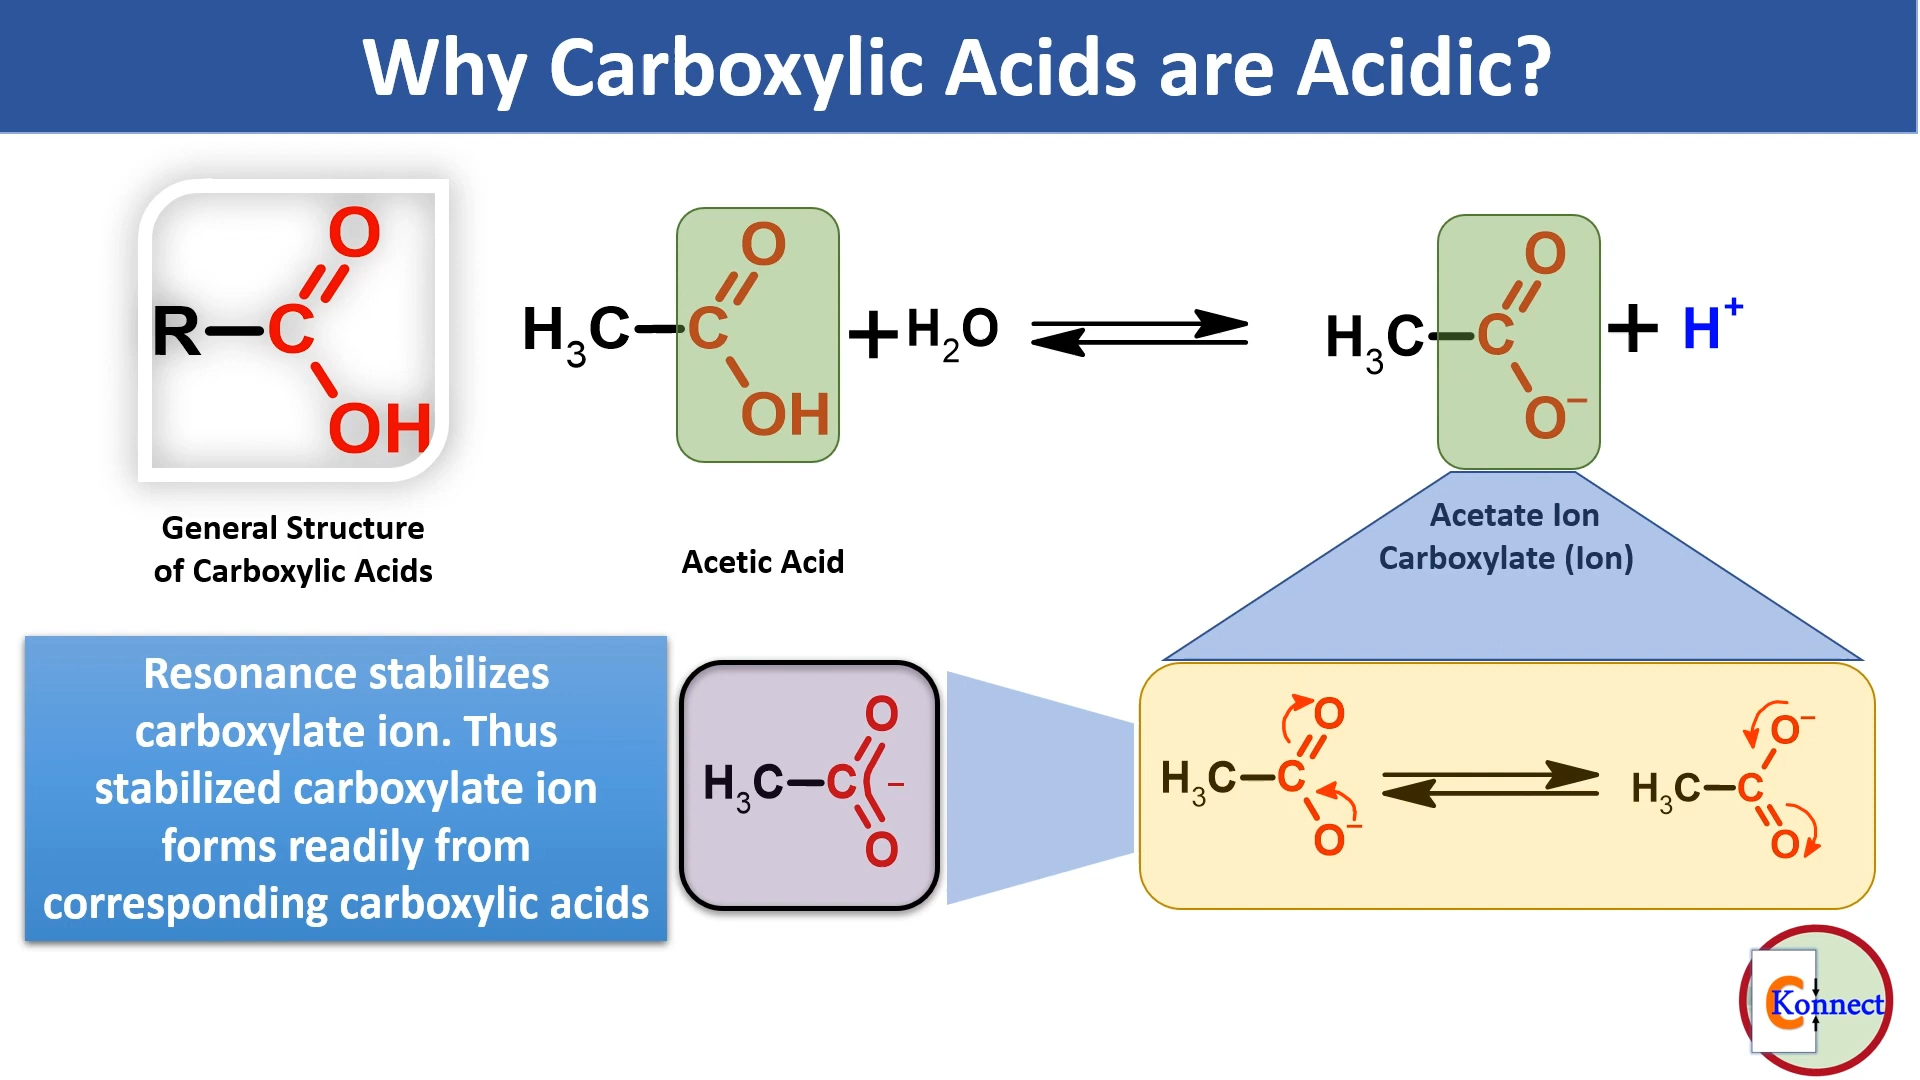 Why Carboxylic Acids are Acidic?
O
R—C
OH
General Structure
of Carboxylic Acids
O
H₃C—C + H₂O
OH
Acetic Acid
O
H₃C—C + H⁺
O⁻
Acetate Ion
Carboxylate (Ion)
Resonance stabilizes
carboxylate ion. Thus
stabilized carboxylate ion
forms readily from
corresponding carboxylic acids
O
H₃C—C −
O
O
H₃C—C
O⁻
O⁻
H₃C—C
O
C
Konnect